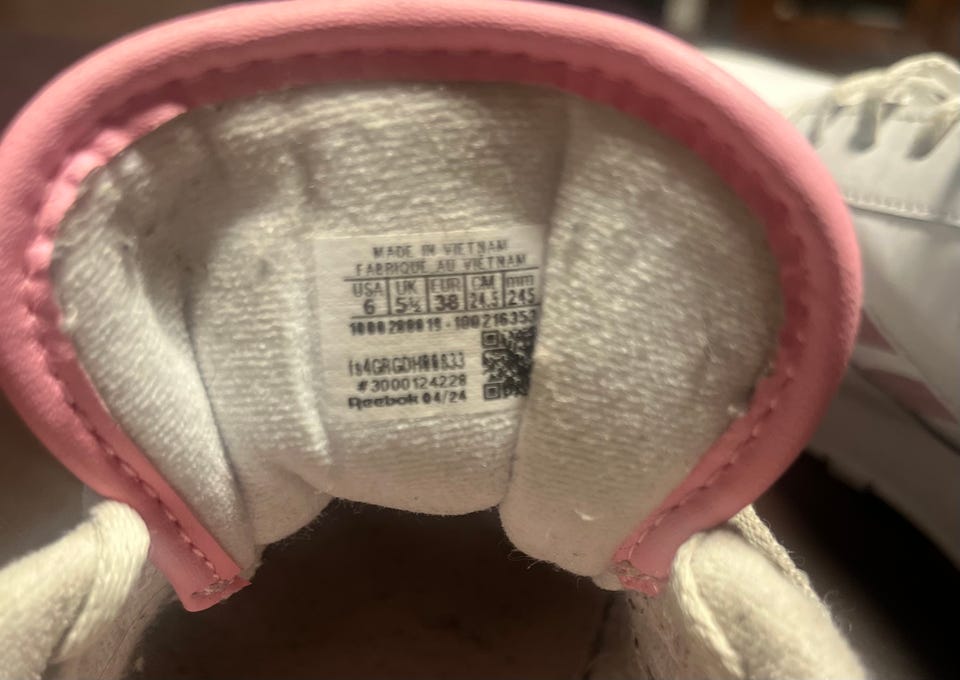 MADE IN VIETNAM
FABRIQUE AU VIETNAM
USA UK EUR CM mm
6 5½ 38 24.5 245
#3000124228
Reebok 04/24